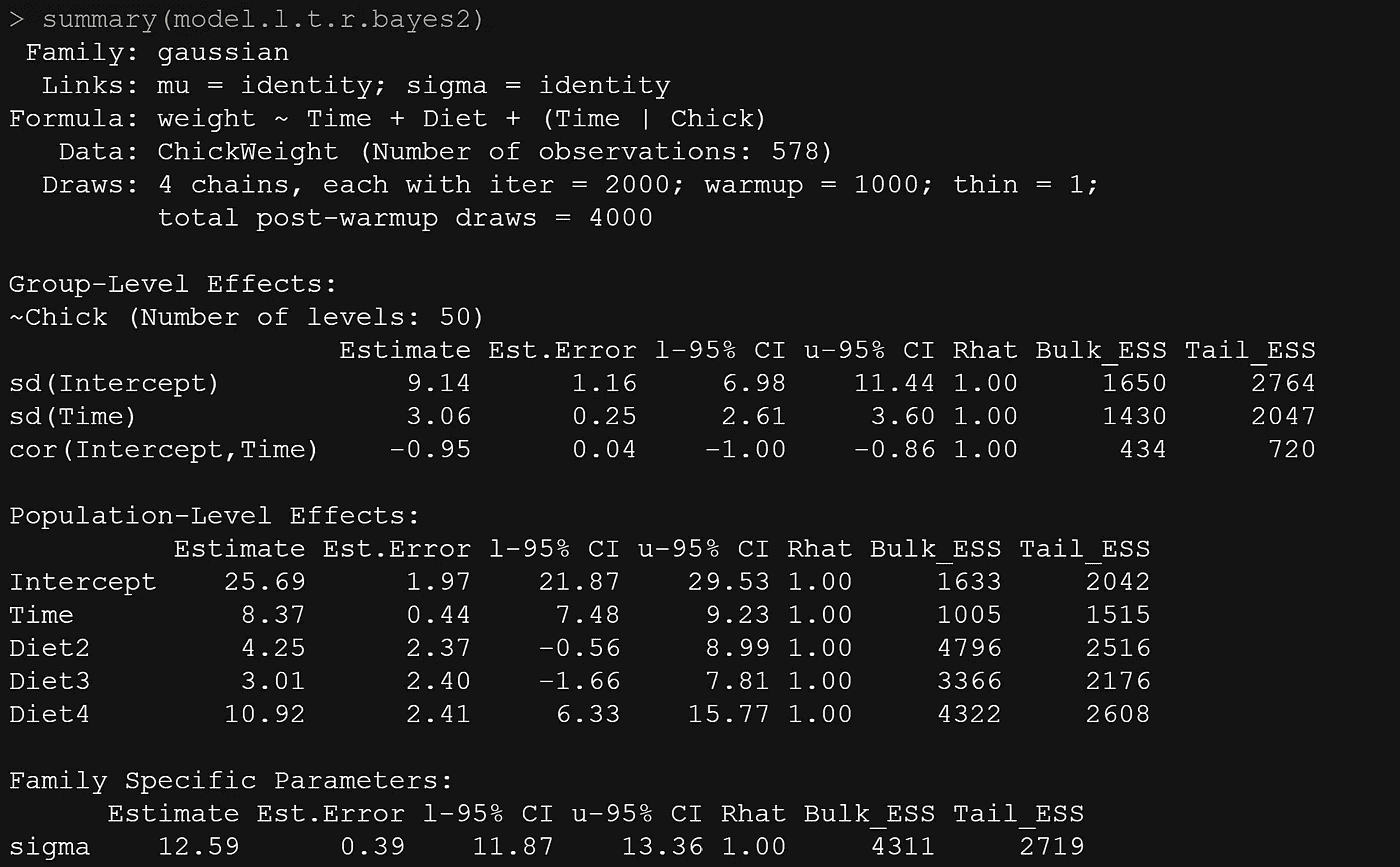 > summary(model.l.t.r.bayes2)
 Family: gaussian
  Links: mu = identity; sigma = identity
Formula: weight ~ Time + Diet + (Time | Chick)
   Data: ChickWeight (Number of observations: 578)
  Draws: 4 chains, each with iter = 2000; warmup = 1000; thin = 1;
         total post-warmup draws = 4000

Group-Level Effects:
~Chick (Number of levels: 50)
                    Estimate Est.Error l-95% CI u-95% CI Rhat Bulk_ESS Tail_ESS
sd(Intercept)           9.14      1.16     6.98    11.44 1.00     1650     2764
sd(Time)                3.06      0.25     2.61     3.60 1.00     1430     2047
cor(Intercept,Time)    -0.95      0.04    -1.00    -0.86 1.00      434      720

Population-Level Effects:
          Estimate Est.Error l-95% CI u-95% CI Rhat Bulk_ESS Tail_ESS
Intercept    25.69      1.97    21.87    29.53 1.00     1633     2042
Time          8.37      0.44     7.48     9.23 1.00     1005     1515
Diet2         4.25      2.37    -0.56     8.99 1.00     4796     2516
Diet3         3.01      2.40    -1.66     7.81 1.00     3366     2176
Diet4        10.92      2.41     6.33    15.77 1.00     4322     2608

Family Specific Parameters:
      Estimate Est.Error l-95% CI u-95% CI Rhat Bulk_ESS Tail_ESS
sigma    12.59      0.39    11.87    13.36 1.00     4311     2719